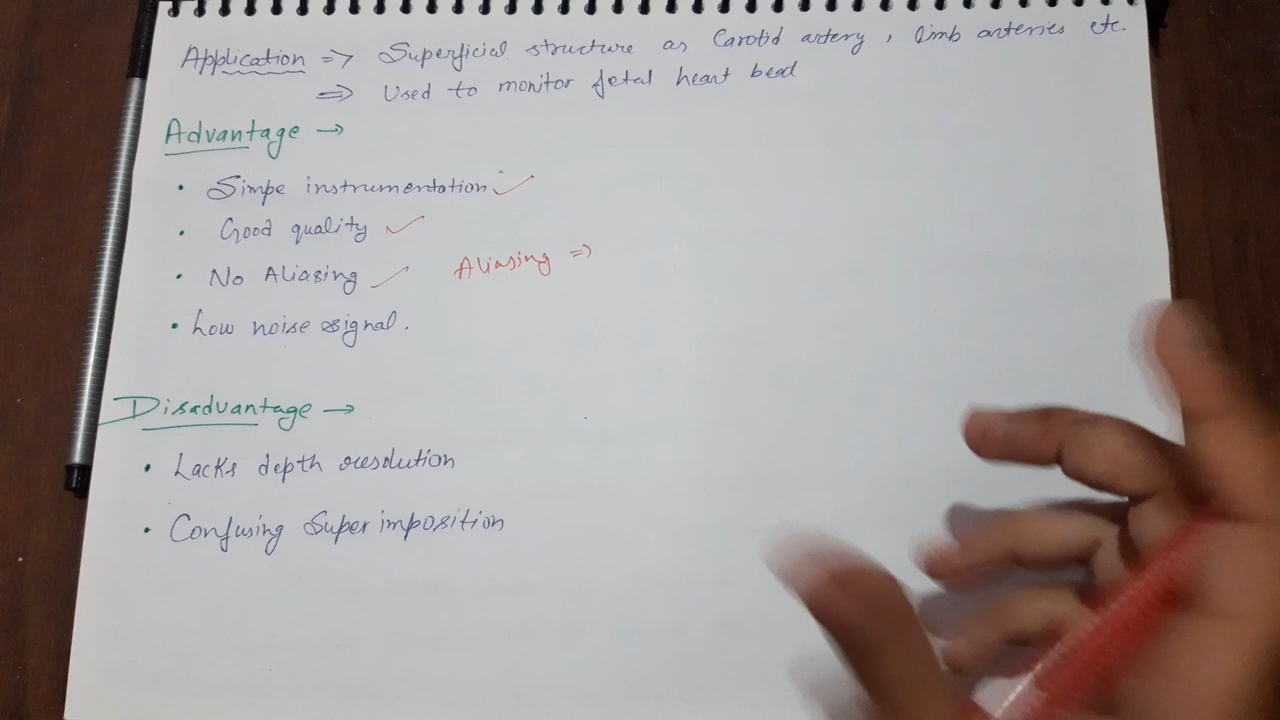 Application => Superficial structure as Carotid artery, limb arteries etc.
=> Used to monitor fetal heart bead
Advantage →
• Simpe instrumentation ✓
• Good quality ✓
• No Aliasing ✓ Aliasing =>
• Low noise signal.
Disadvantage →
• Lacks depth resolution
• Confusing Superimposition